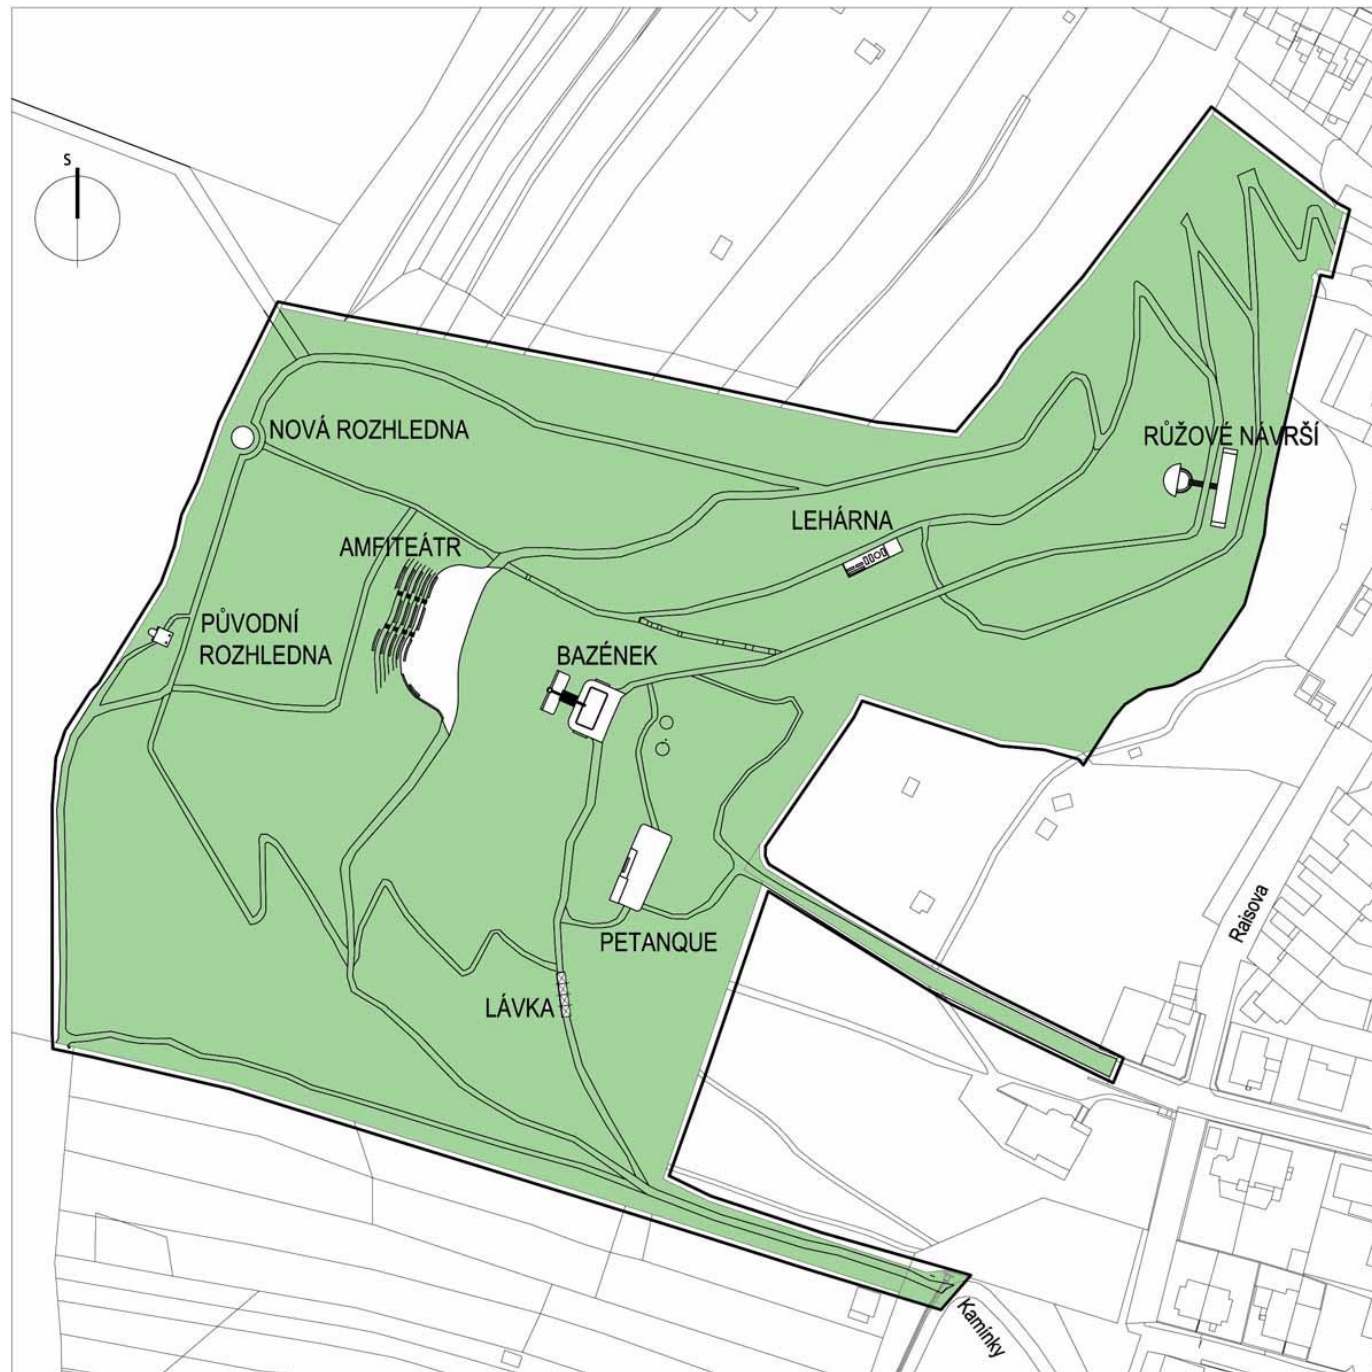 S
NOVÁ ROZHLEDNA
RŮŽOVÉ NÁVRŠÍ
LEHÁRNA
AMFITEÁTR
PŮVODNÍ
ROZHLEDNA
BAZÉNEK
PETANQUE
LÁVKA
Raisova
Kamínky